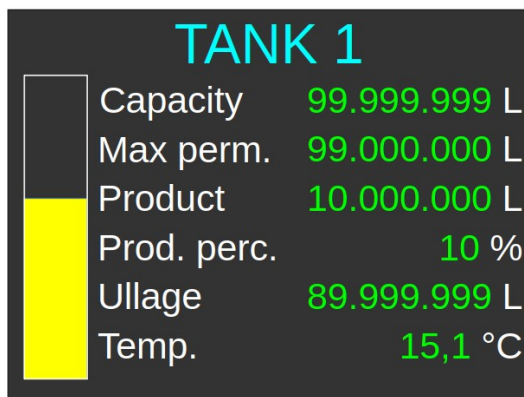 TANK 1
Capacity 99.999.999 L
Max perm. 99.000.000 L
Product 10.000.000 L
Prod. perc. 10 %
Ullage 89.999.999 L
Temp. 15,1 °C